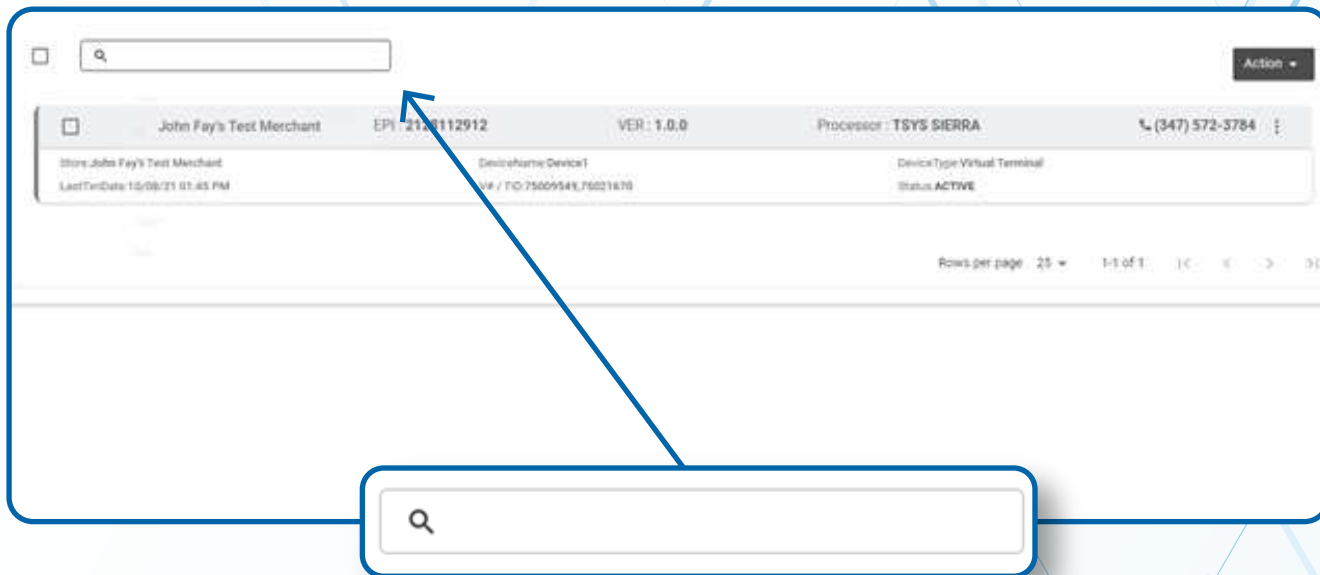 Action
John Fay's Test Merchant EPI : 2128112912 VER : 1.0.0 Processor : TSYS SIERRA (347) 572-3784
Store:John Fay's Test Merchant DeviceName:Device1 DeviceType:Virtual Terminal
LastTxnDate:10/08/21 01:45 PM V# / TID:75009549,76021670 Status:ACTIVE
Rows per page 25 1-1 of 1